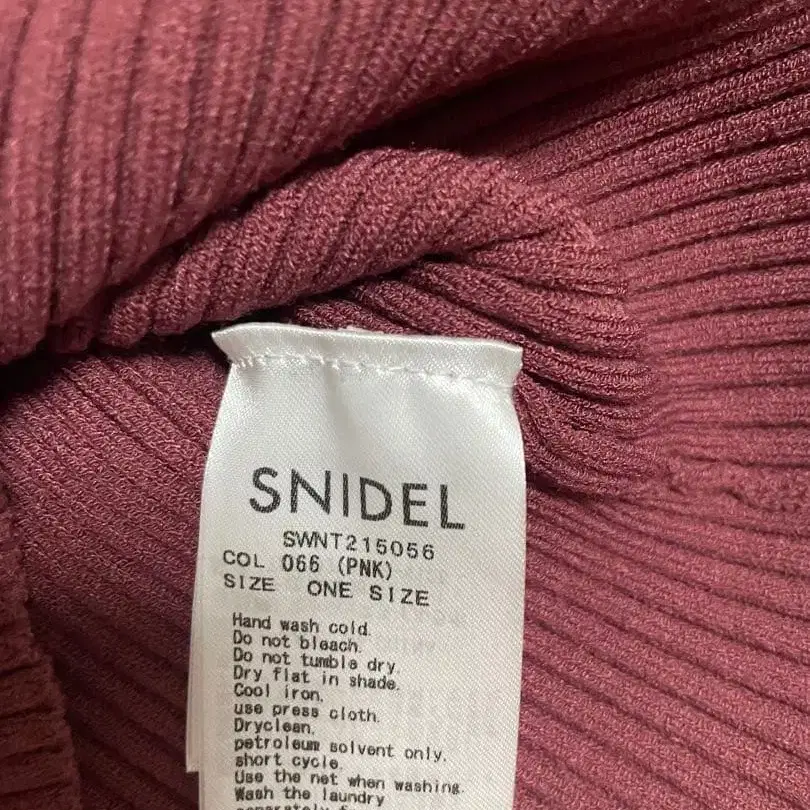 SNIDEL
SWNT215056
COL 066 (PNK)
SIZE ONE SIZE
Hand wash cold.
Do not bleach.
Do not tumble dry.
Dry flat in shade.
Cool iron.
use press cloth.
Dryclean.
petroleum solvent only.
short cycle.
Use the net when washing.
Wash the laundry